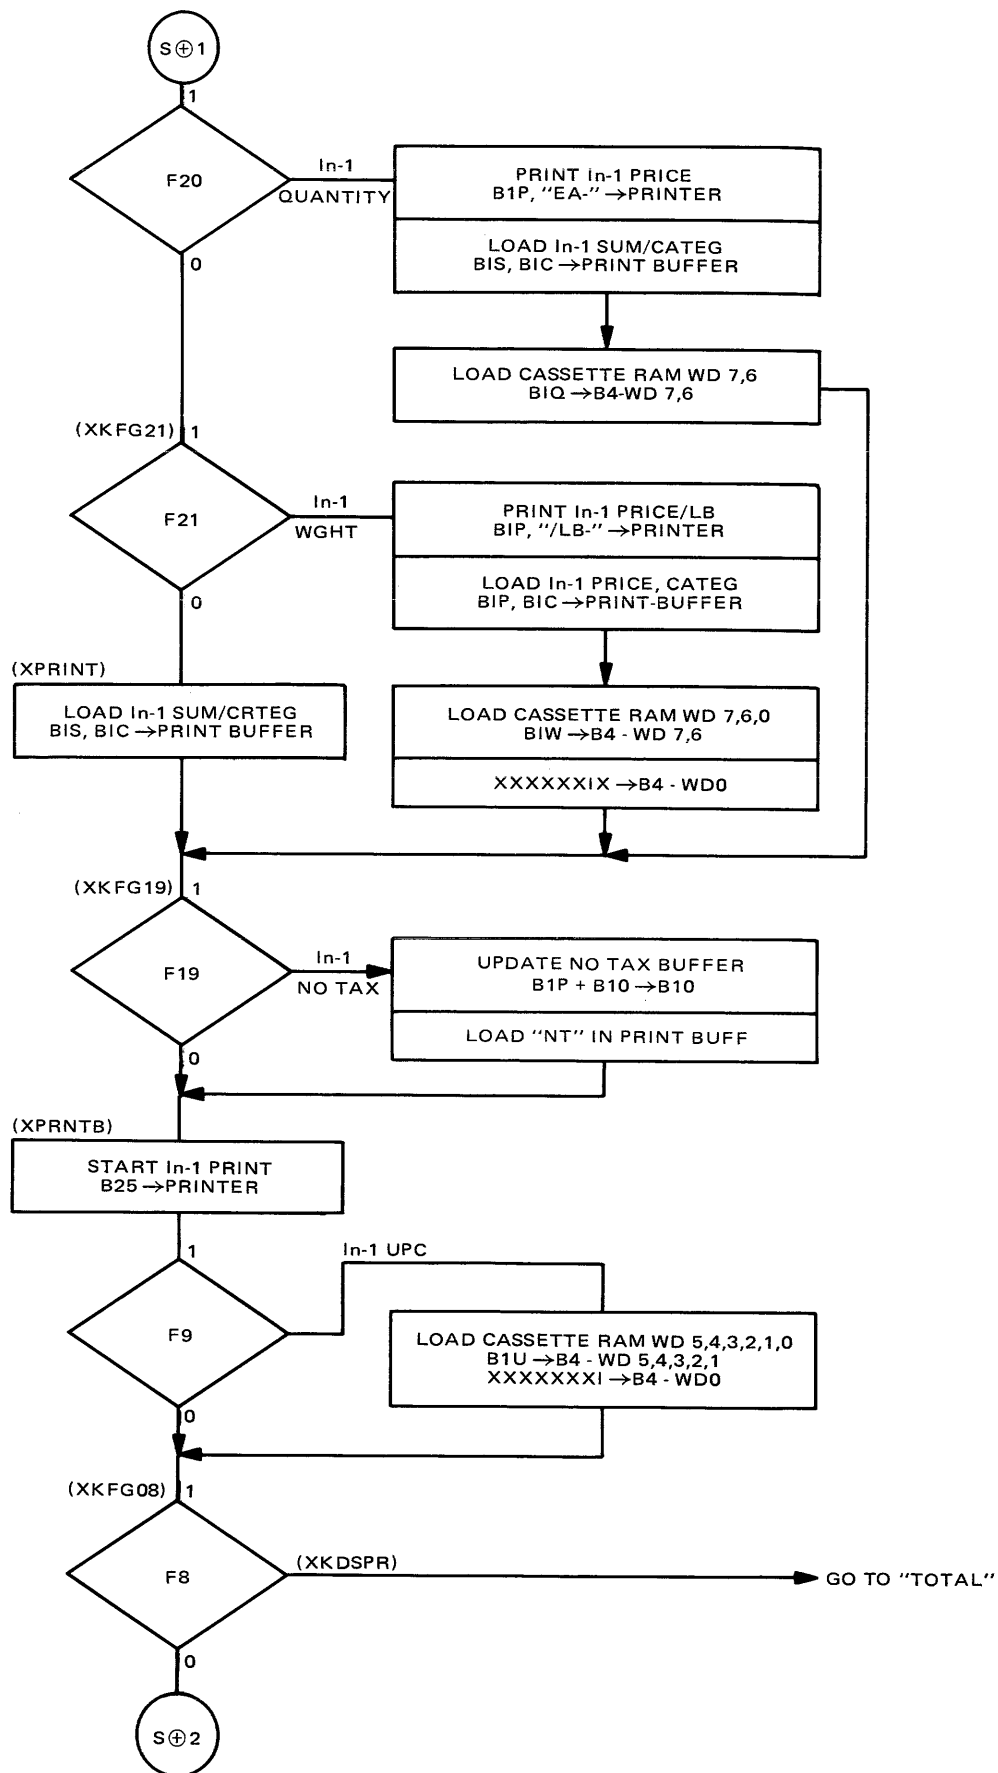 S⊕1
1
F20
In-1
QUANTITY
0
PRINT In-1 PRICE
B1P, "EA-" →PRINTER
LOAD In-1 SUM/CATEG
BIS, BIC →PRINT BUFFER
LOAD CASSETTE RAM WD 7,6
BIQ →B4-WD 7,6
(XKFG21) 1
F21
In-1
WGHT
0
PRINT In-1 PRICE/LB
BIP, "/LB-" →PRINTER
LOAD In-1 PRICE, CATEG
BIP, BIC →PRINT-BUFFER
(XPRINT)
LOAD In-1 SUM/CRTEG
BIS, BIC →PRINT BUFFER
LOAD CASSETTE RAM WD 7,6,0
BIW →B4 - WD 7,6
XXXXXXIX →B4 - WD0
(XKFG19) 1
F19
In-1
NO TAX
0
UPDATE NO TAX BUFFER
B1P + B10 →B10
LOAD "NT" IN PRINT BUFF
(XPRNTB)
START In-1 PRINT
B25 →PRINTER
1
F9
In-1 UPC
0
LOAD CASSETTE RAM WD 5,4,3,2,1,0
B1U →B4 - WD 5,4,3,2,1
XXXXXXXI →B4 - WD0
(XKFG08) 1
F8
(XKDSPR)
GO TO "TOTAL"
0
S⊕2